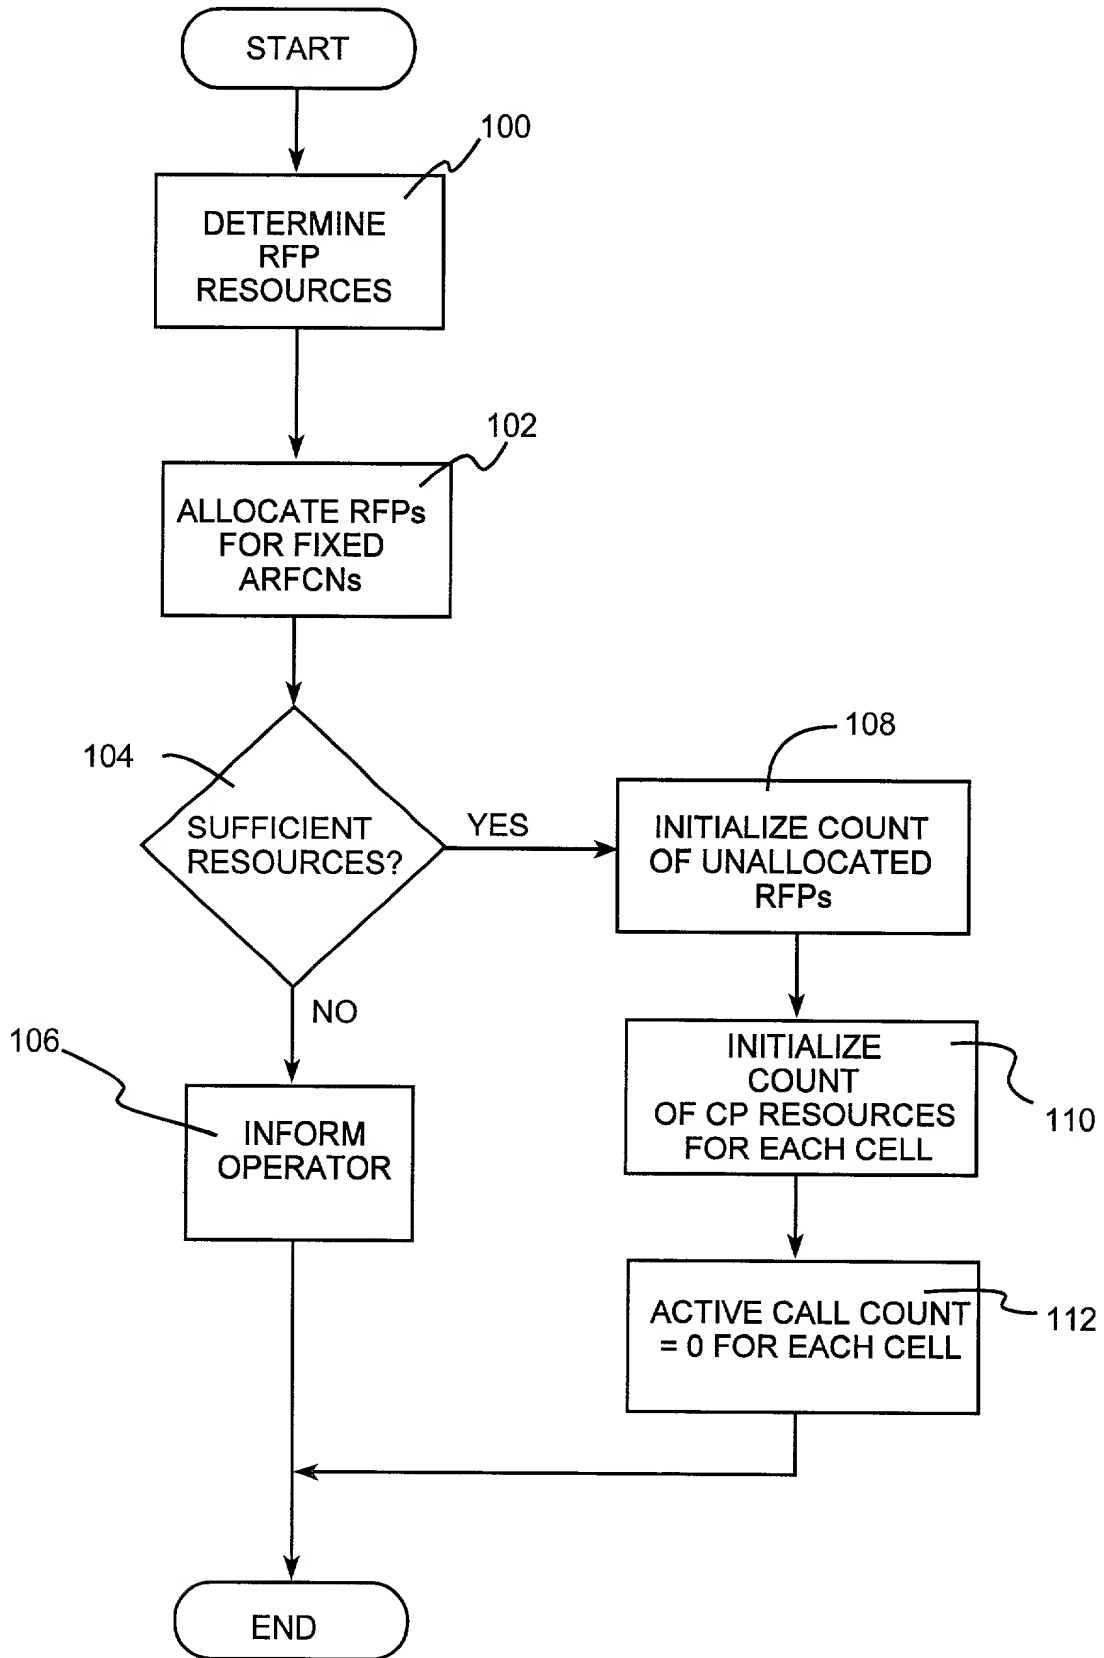 START
100
DETERMINE
RFP
RESOURCES
102
ALLOCATE RFPs
FOR FIXED
ARFCNs
104
SUFFICIENT
RESOURCES?
YES
NO
108
INITIALIZE COUNT
OF UNALLOCATED
RFPs
106
INFORM
OPERATOR
INITIALIZE
COUNT
OF CP RESOURCES
FOR EACH CELL
110
ACTIVE CALL COUNT
= 0 FOR EACH CELL
112
END